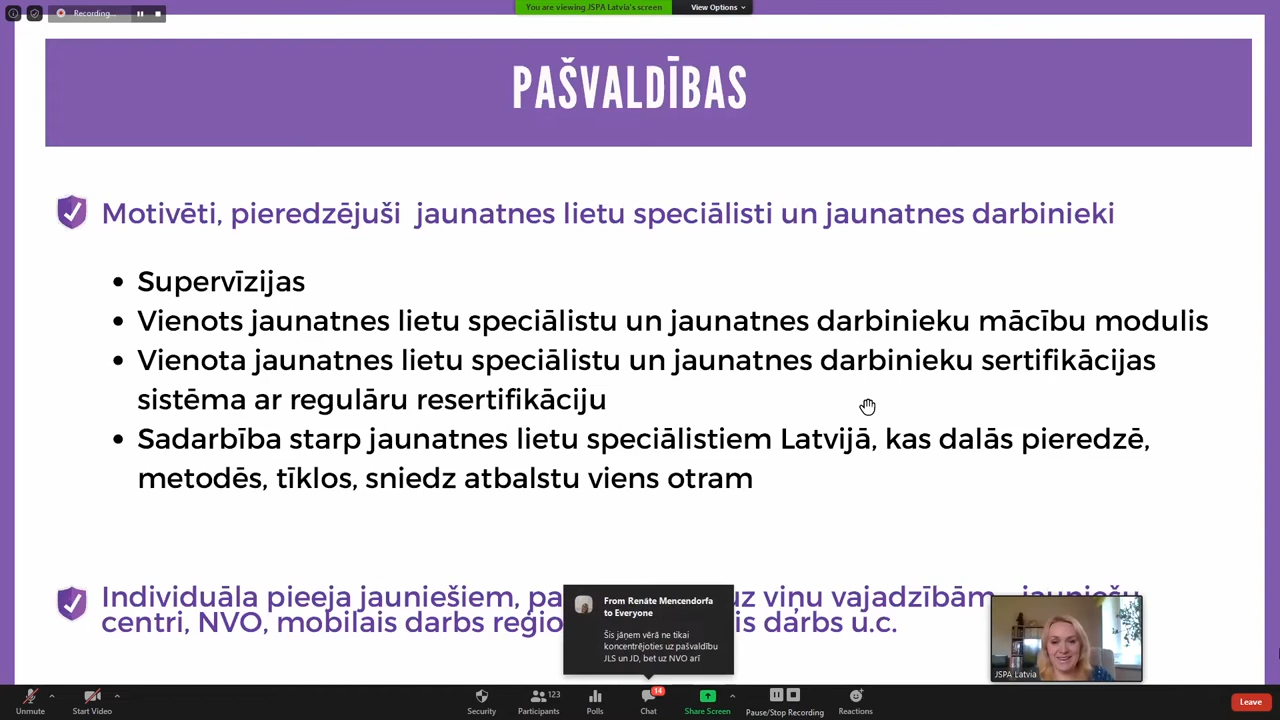 Recording...
You are viewing JSPA Latvia's screen
View Options
PAŠVALDĪBAS
Motivēti, pieredzējuši jaunatnes lietu speciālisti un jaunatnes darbinieki
• Supervīzijas
• Vienots jaunatnes lietu speciālistu un jaunatnes darbinieku mācību modulis
• Vienota jaunatnes lietu speciālistu un jaunatnes darbinieku sertifikācijas
sistēma ar regulāru resertifikāciju
• Sadarbība starp jaunatnes lietu speciālistiem Latvijā, kas dalās pieredzē,
metodēs, tīklos, sniedz atbalstu viens otram
Individuāla pieeja jauniešiem, uz viņu vajadzībām jauniešu
centri, NVO, mobilais darbs darbs u.c.
From Renāte Mencendorfa
to Everyone
Šis jāņem vērā ne tikai
koncentrējoties uz pašvaldību
JLS un JD, bet uz NVO arī
JSPA Latvia
Unmute
Start Video
Security
Participants
123
Polls
Chat
14
Share Screen
Pause/Stop Recording
Reactions
Leave